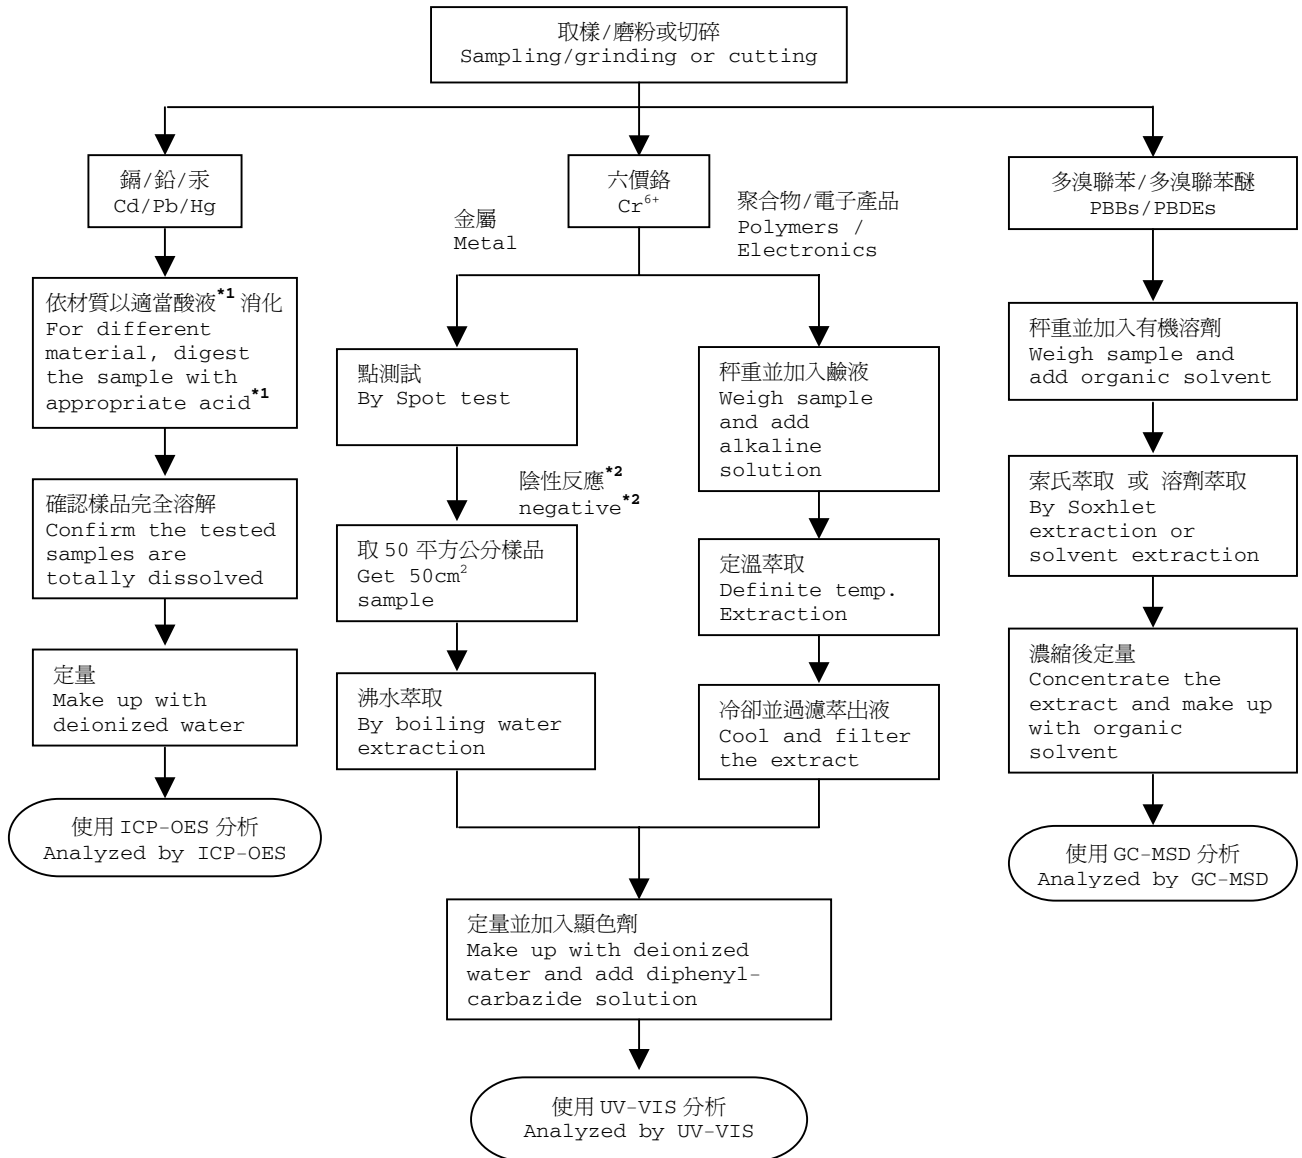 取樣/磨粉或切碎
Sampling/grinding or cutting
鎘/鉛/汞
Cd/Pb/Hg
依材質以適當酸液*1 消化
For different
material, digest
the sample with
appropriate acid*1
確認樣品完全溶解
Confirm the tested
samples are
totally dissolved
定量
Make up with
deionized water
使用 ICP-OES 分析
Analyzed by ICP-OES
六價鉻
Cr6+
金屬
Metal
點測試
By Spot test
陰性反應*2
negative*2
取 50 平方公分樣品
Get 50cm2
sample
沸水萃取
By boiling water
extraction
聚合物/電子產品
Polymers /
Electronics
秤重並加入鹼液
Weigh sample
and add
alkaline
solution
定溫萃取
Definite temp.
Extraction
冷卻並過濾萃出液
Cool and filter
the extract
定量並加入顯色劑
Make up with deionized
water and add diphenyl-
carbazide solution
使用 UV-VIS 分析
Analyzed by UV-VIS
多溴聯苯/多溴聯苯醚
PBBs/PBDEs
秤重並加入有機溶劑
Weigh sample and
add organic solvent
索氏萃取 或 溶劑萃取
By Soxhlet
extraction or
solvent extraction
濃縮後定量
Concentrate the
extract and make up
with organic
solvent
使用 GC-MSD 分析
Analyzed by GC-MSD